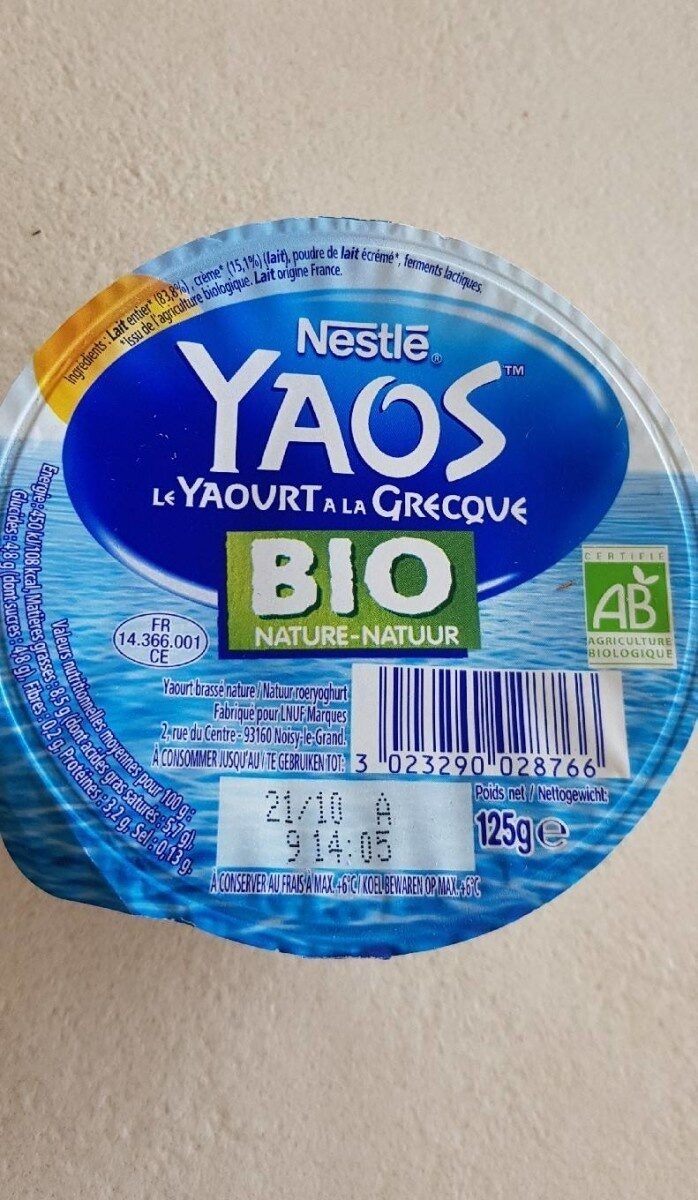 Ingrédients : Lait entier* (83,8%), crème* (15,1%) (lait), poudre de lait écrémé*, ferments lactiques.
*Issu de l'agriculture biologique. Lait origine France.
Nestlé®
YAOS™
LE YAOURT A LA GRECQUE
BIO
NATURE-NATUUR
CERTIFIÉ
AB
AGRICULTURE
BIOLOGIQUE
FR
14.366.001
CE
Yaourt brassé nature / Natuur roeryoghurt
Fabriqué pour LNUF Marques
2, rue du Centre - 93160 Noisy-le-Grand.
À CONSOMMER JUSQU'AU / TE GEBRUIKEN TOT:
3 023290 028766
21/10 A
9 14:05
Poids net / Nettogewicht:
125g e
À CONSERVER AU FRAIS À MAX. +6°C / KOEL BEWAREN OP MAX. +6°C
Valeurs nutritionnelles moyennes pour 100 g :
Énergie : 450 kJ/108 kcal, Matières grasses : 8,5 g (dont acides gras saturés : 5,7 g),
Glucides : 4,8 g (dont sucres : 4,8 g), Fibres : 0,2 g, Protéines : 3,2 g, Sel : 0,13 g.